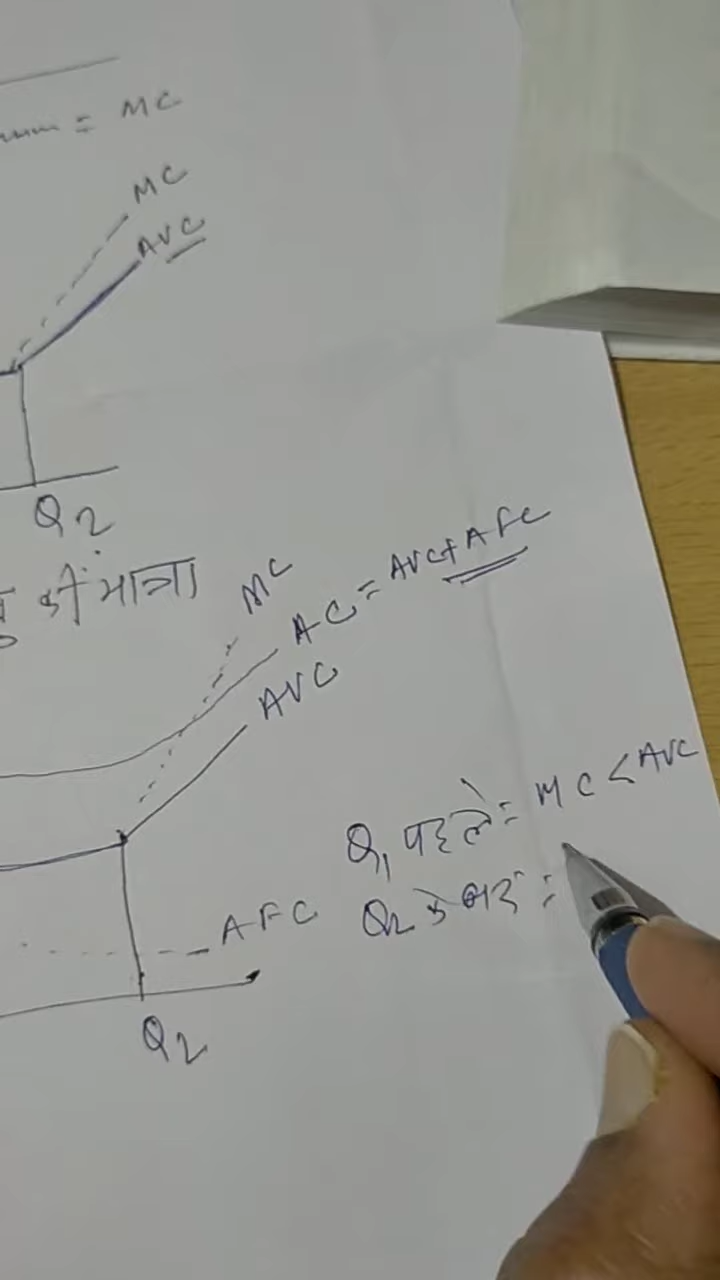 = MC
MC
AVC
Q2
की मात्रा
MC
AC = AVC + AFC
AVC
Q1 पहले = MC < AVC
Q2 के बाद =
AFC
Q2